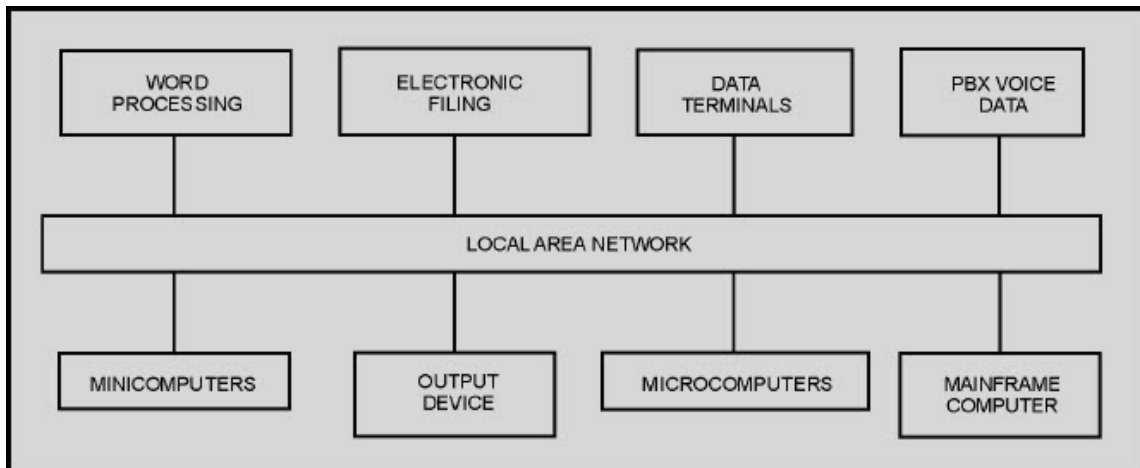 WORD
PROCESSING
ELECTRONIC
FILING
DATA
TERMINALS
PBX VOICE
DATA
LOCAL AREA NETWORK
MINICOMPUTERS
OUTPUT
DEVICE
MICROCOMPUTERS
MAINFRAME
COMPUTER